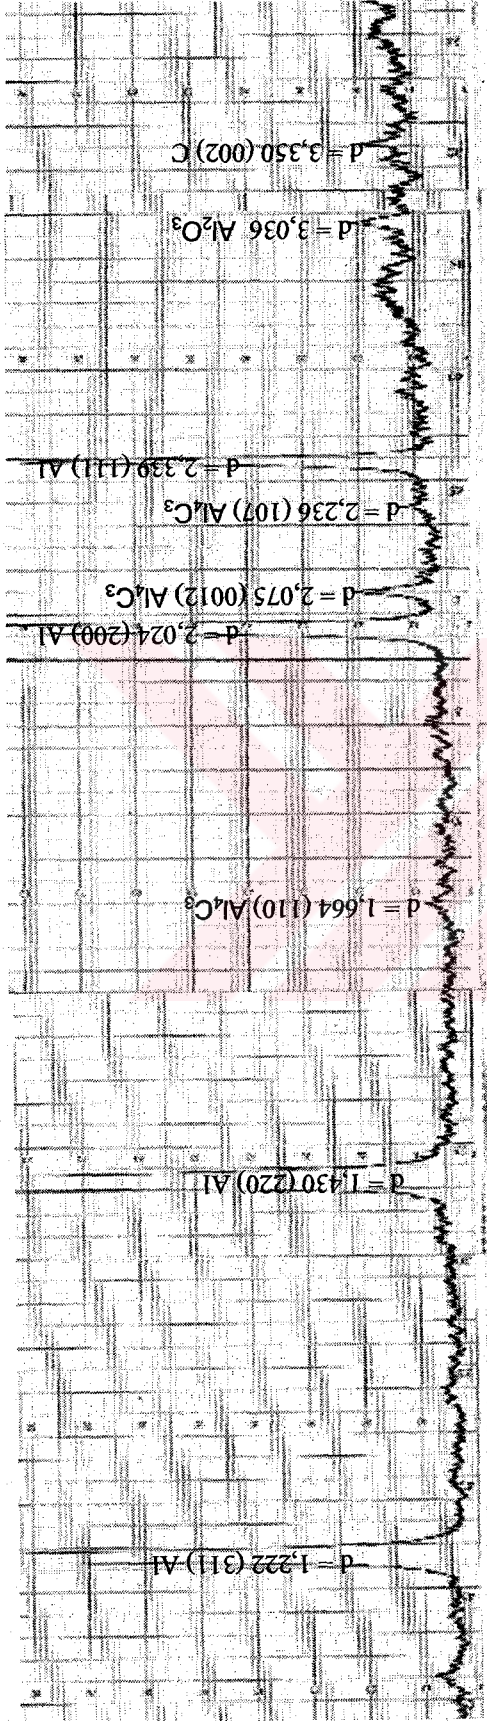 d = 1,222 (311) Al
d = 1,430 (220) Al
d = 1,664 (110) Al₄C₃
d = 2,024 (200) Al
d = 2,075 (0012) Al₄C₃
d = 2,236 (107) Al₄C₃
d = 2,339 (111) Al
d = 3,036 Al₂O₃
d = 3,350 (002) C